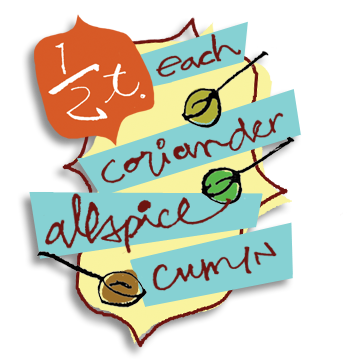 1/2 t.
each
coriander
allspice
cumin